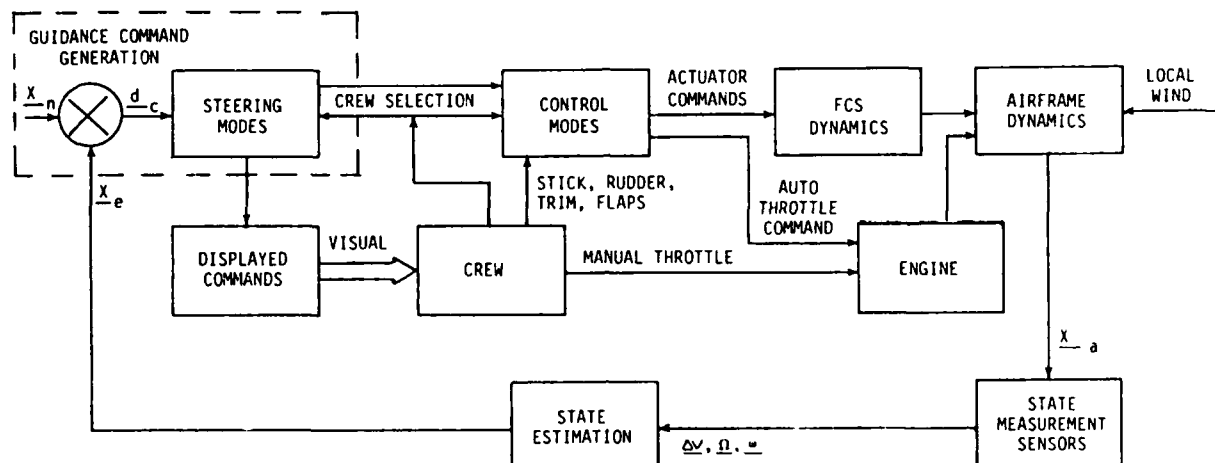 GUIDANCE COMMAND
GENERATION
X n
d c
STEERING
MODES
CREW SELECTION
CONTROL
MODES
ACTUATOR
COMMANDS
FCS
DYNAMICS
AIRFRAME
DYNAMICS
LOCAL
WIND
X e
STICK, RUDDER,
TRIM, FLAPS
AUTO
THROTTLE
COMMAND
DISPLAYED
COMMANDS
VISUAL
CREW
MANUAL THROTTLE
ENGINE
X a
STATE
ESTIMATION
ΔV, Ω, ω
STATE
MEASUREMENT
SENSORS